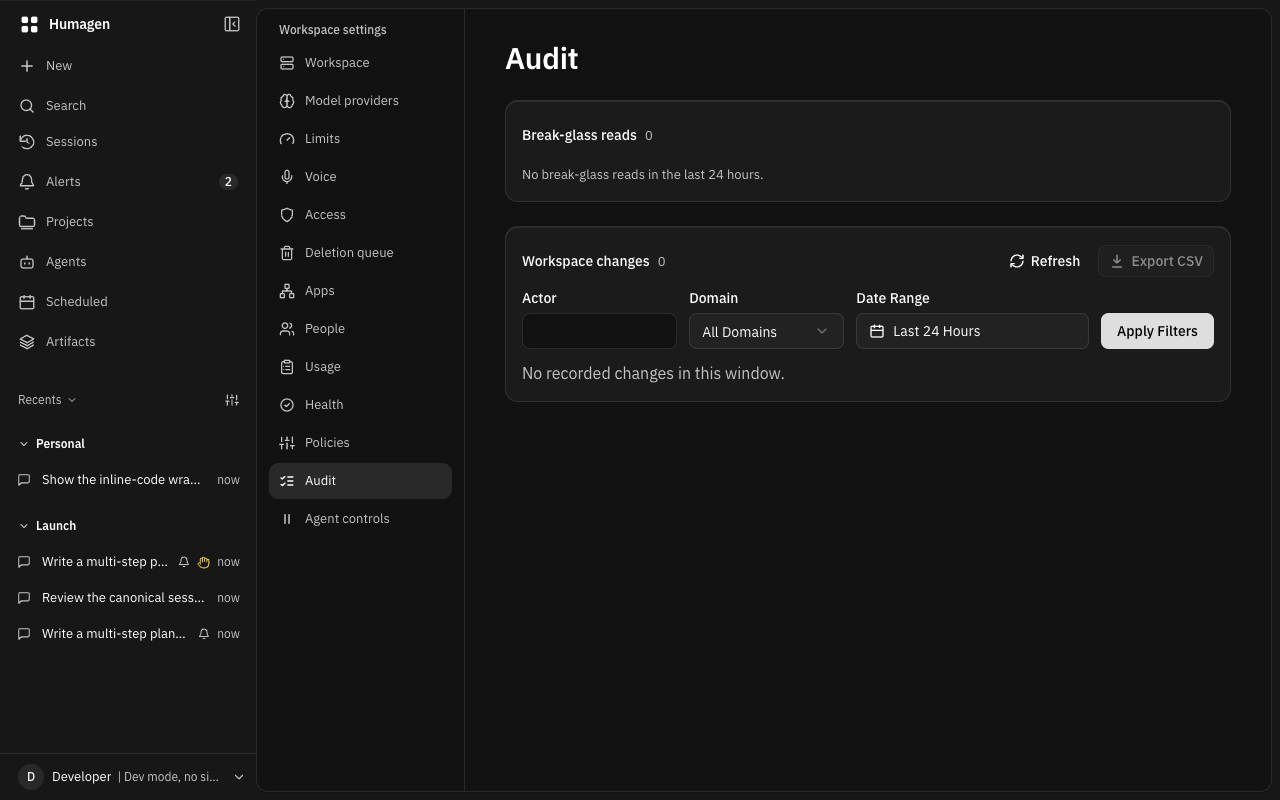 Humagen
New
Search
Sessions
Alerts 2
Projects
Agents
Scheduled
Artifacts
Recents
Personal
Show the inline-code wra... now
Launch
Write a multi-step p... now
Review the canonical sess... now
Write a multi-step plan... now
D Developer | Dev mode, no si...
Workspace settings
Workspace
Model providers
Limits
Voice
Access
Deletion queue
Apps
People
Usage
Health
Policies
Audit
Agent controls
Audit
Break-glass reads 0
No break-glass reads in the last 24 hours.
Workspace changes 0 Refresh Export CSV
Actor Domain Date Range
All Domains Last 24 Hours Apply Filters
No recorded changes in this window.